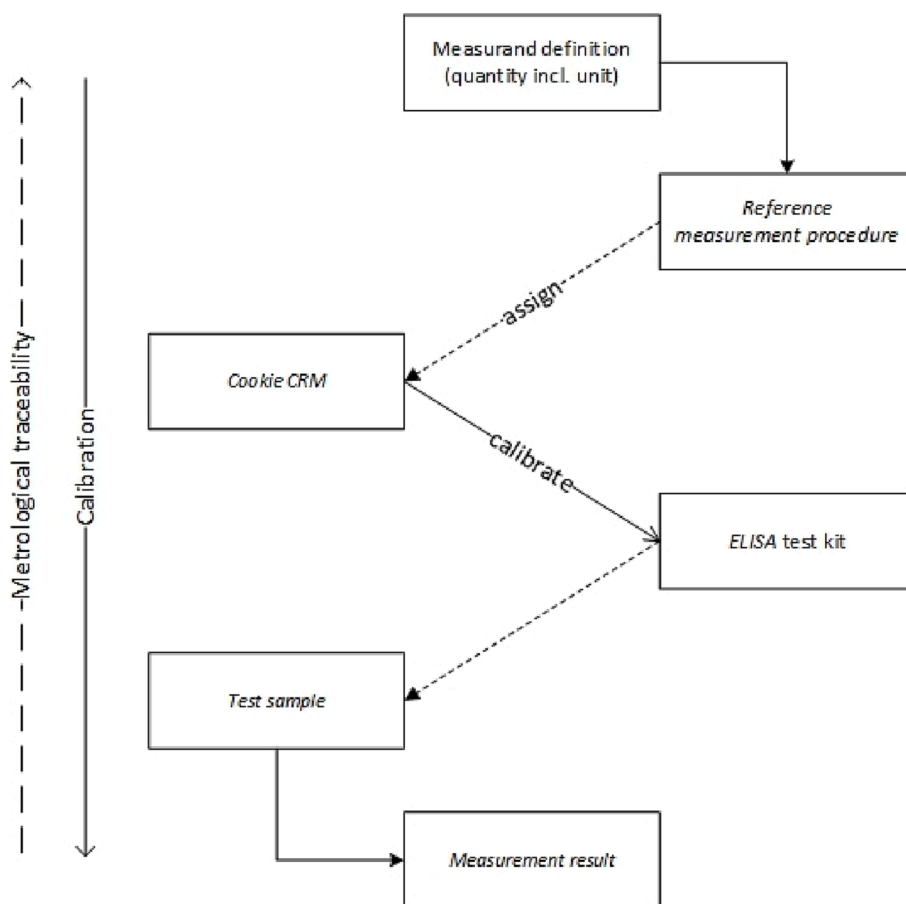 Measurand definition
(quantity incl. unit)
Reference
measurement procedure
assign
Cookie CRM
calibrate
ELISA test kit
Test sample
Measurement result
Metrological traceability
Calibration